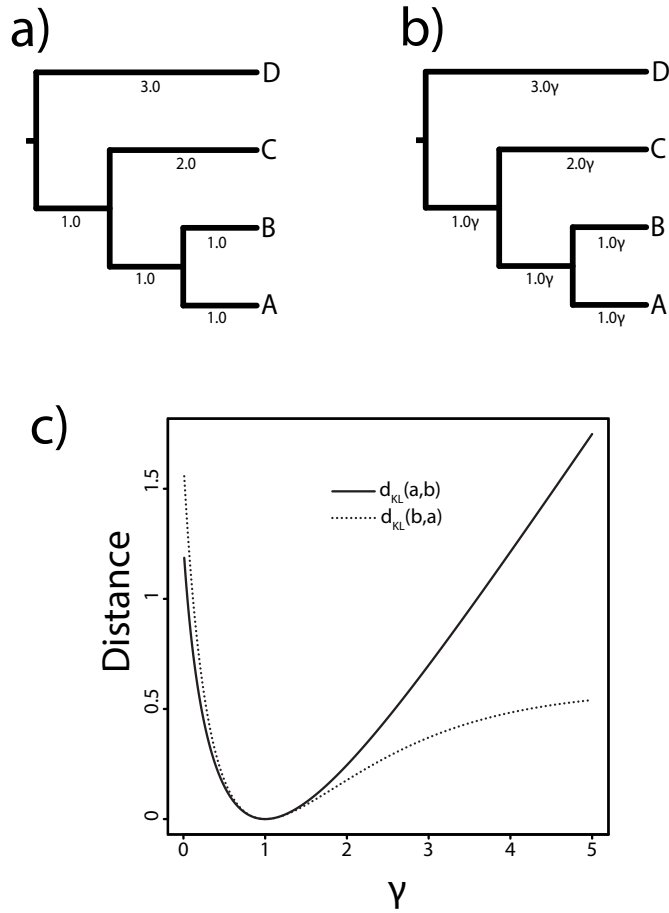 a)
D
3.0
C
2.0
1.0
B
1.0
1.0
A
1.0
b)
D
3.0γ
C
2.0γ
1.0γ
B
1.0γ
1.0γ
A
1.0γ
c)
Distance
1.5
1
0.5
0
d_KL(a,b)
d_KL(b,a)
0 1 2 3 4 5
γ